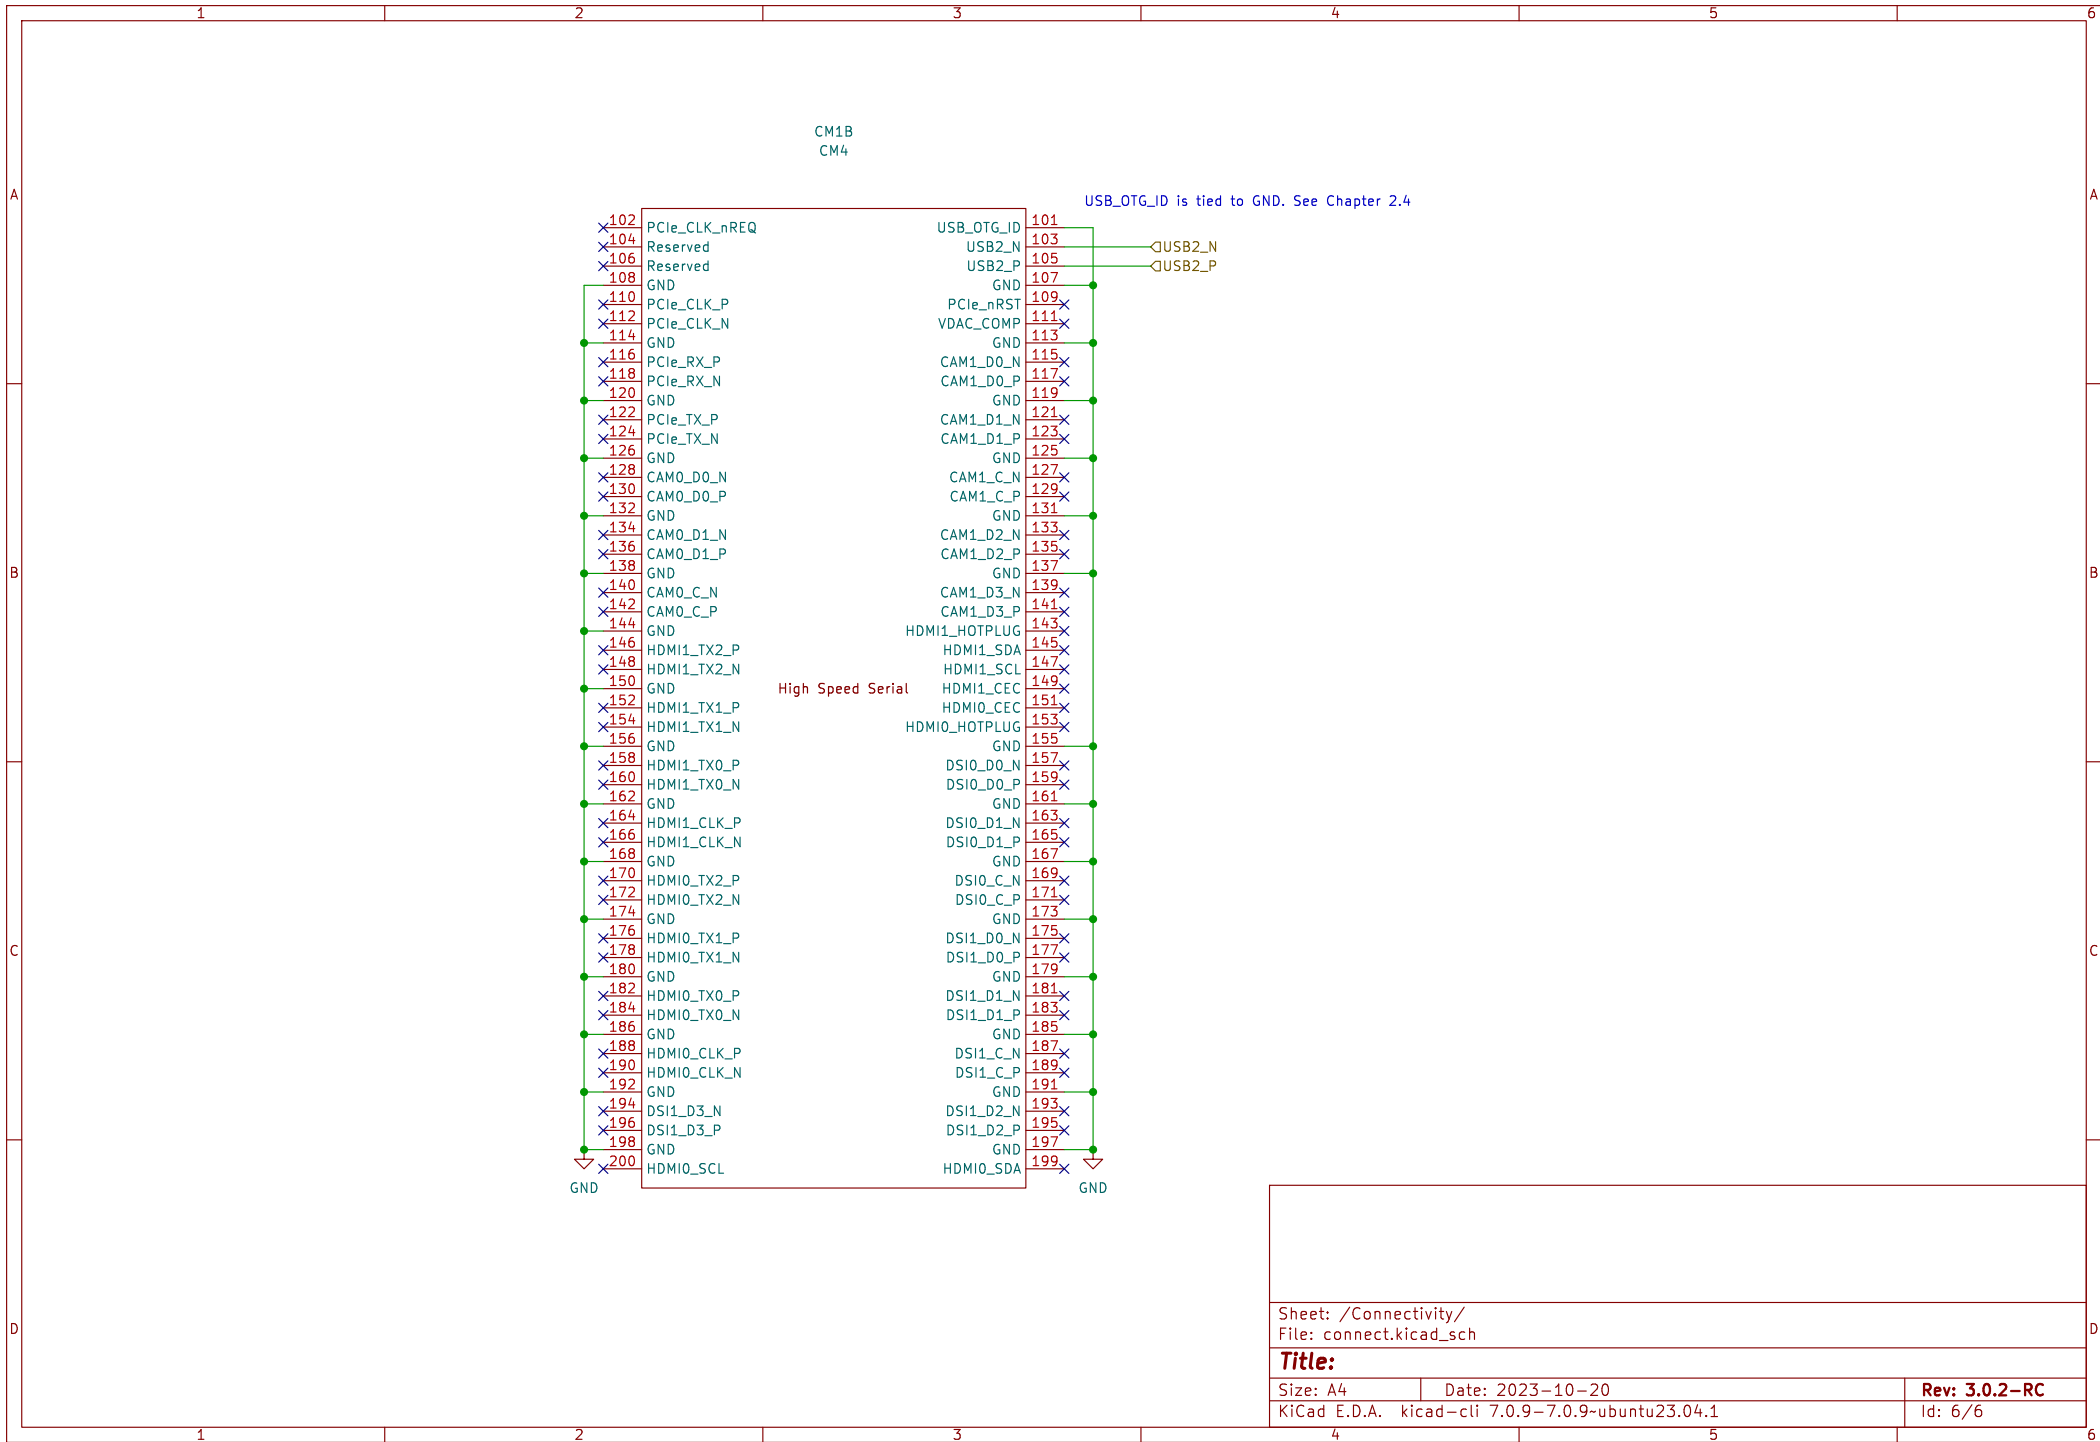 1 2 3 4 5 6
CM1B
CM4
A A
USB_OTG_ID is tied to GND. See Chapter 2.4
102 PCIe_CLK_nREQ USB_OTG_ID 101
104 Reserved USB2_N 103 USB2_N
106 Reserved USB2_P 105 USB2_P
108 GND GND 107
110 PCIe_CLK_P PCIe_nRST 109
112 PCIe_CLK_N VDAC_COMP 111
114 GND GND 113
116 PCIe_RX_P CAM1_D0_N 115
118 PCIe_RX_N CAM1_D0_P 117
120 GND GND 119
122 PCIe_TX_P CAM1_D1_N 121
124 PCIe_TX_N CAM1_D1_P 123
126 GND GND 125
128 CAM0_D0_N CAM1_C_N 127
130 CAM0_D0_P CAM1_C_P 129
132 GND GND 131
134 CAM0_D1_N CAM1_D2_N 133
136 CAM0_D1_P CAM1_D2_P 135
B 138 GND GND 137 B
140 CAM0_C_N CAM1_D3_N 139
142 CAM0_C_P CAM1_D3_P 141
144 GND HDMI1_HOTPLUG 143
146 HDMI1_TX2_P HDMI1_SDA 145
148 HDMI1_TX2_N HDMI1_SCL 147
150 GND High Speed Serial HDMI1_CEC 149
152 HDMI1_TX1_P HDMI0_CEC 151
154 HDMI1_TX1_N HDMI0_HOTPLUG 153
156 GND GND 155
158 HDMI1_TX0_P DSI0_D0_N 157
160 HDMI1_TX0_N DSI0_D0_P 159
162 GND GND 161
164 HDMI1_CLK_P DSI0_D1_N 163
166 HDMI1_CLK_N DSI0_D1_P 165
168 GND GND 167
170 HDMI0_TX2_P DSI0_C_N 169
172 HDMI0_TX2_N DSI0_C_P 171
174 GND GND 173
176 HDMI0_TX1_P DSI1_D0_N 175
C 178 HDMI0_TX1_N DSI1_D0_P 177 C
180 GND GND 179
182 HDMI0_TX0_P DSI1_D1_N 181
184 HDMI0_TX0_N DSI1_D1_P 183
186 GND GND 185
188 HDMI0_CLK_P DSI1_C_N 187
190 HDMI0_CLK_N DSI1_C_P 189
192 GND GND 191
194 DSI1_D3_N DSI1_D2_N 193
196 DSI1_D3_P DSI1_D2_P 195
198 GND GND 197
200 HDMI0_SCL HDMI0_SDA 199
GND GND
Sheet: /Connectivity/
D D
File: connect.kicad_sch
Title:
Size: A4 Date: 2023-10-20 Rev: 3.0.2-RC
KiCad E.D.A. kicad-cli 7.0.9-7.0.9~ubuntu23.04.1 Id: 6/6
1 2 3 4 5 6